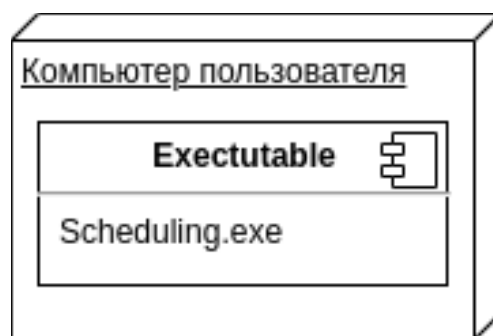 Компьютер пользователя
Exectutable
Scheduling.exe